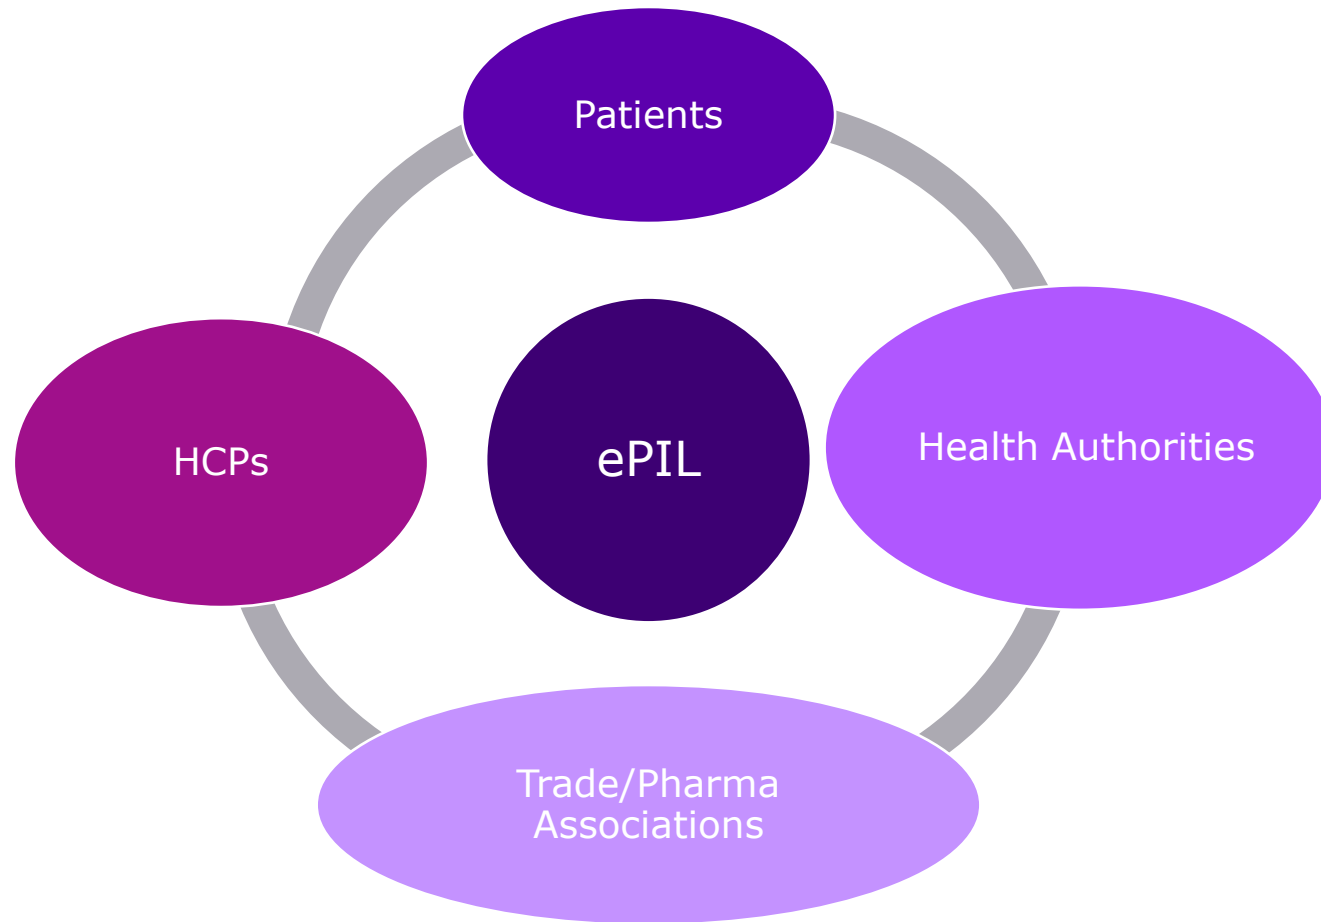 Patients
HCPs
ePIL
Health Authorities
Trade/Pharma
Associations